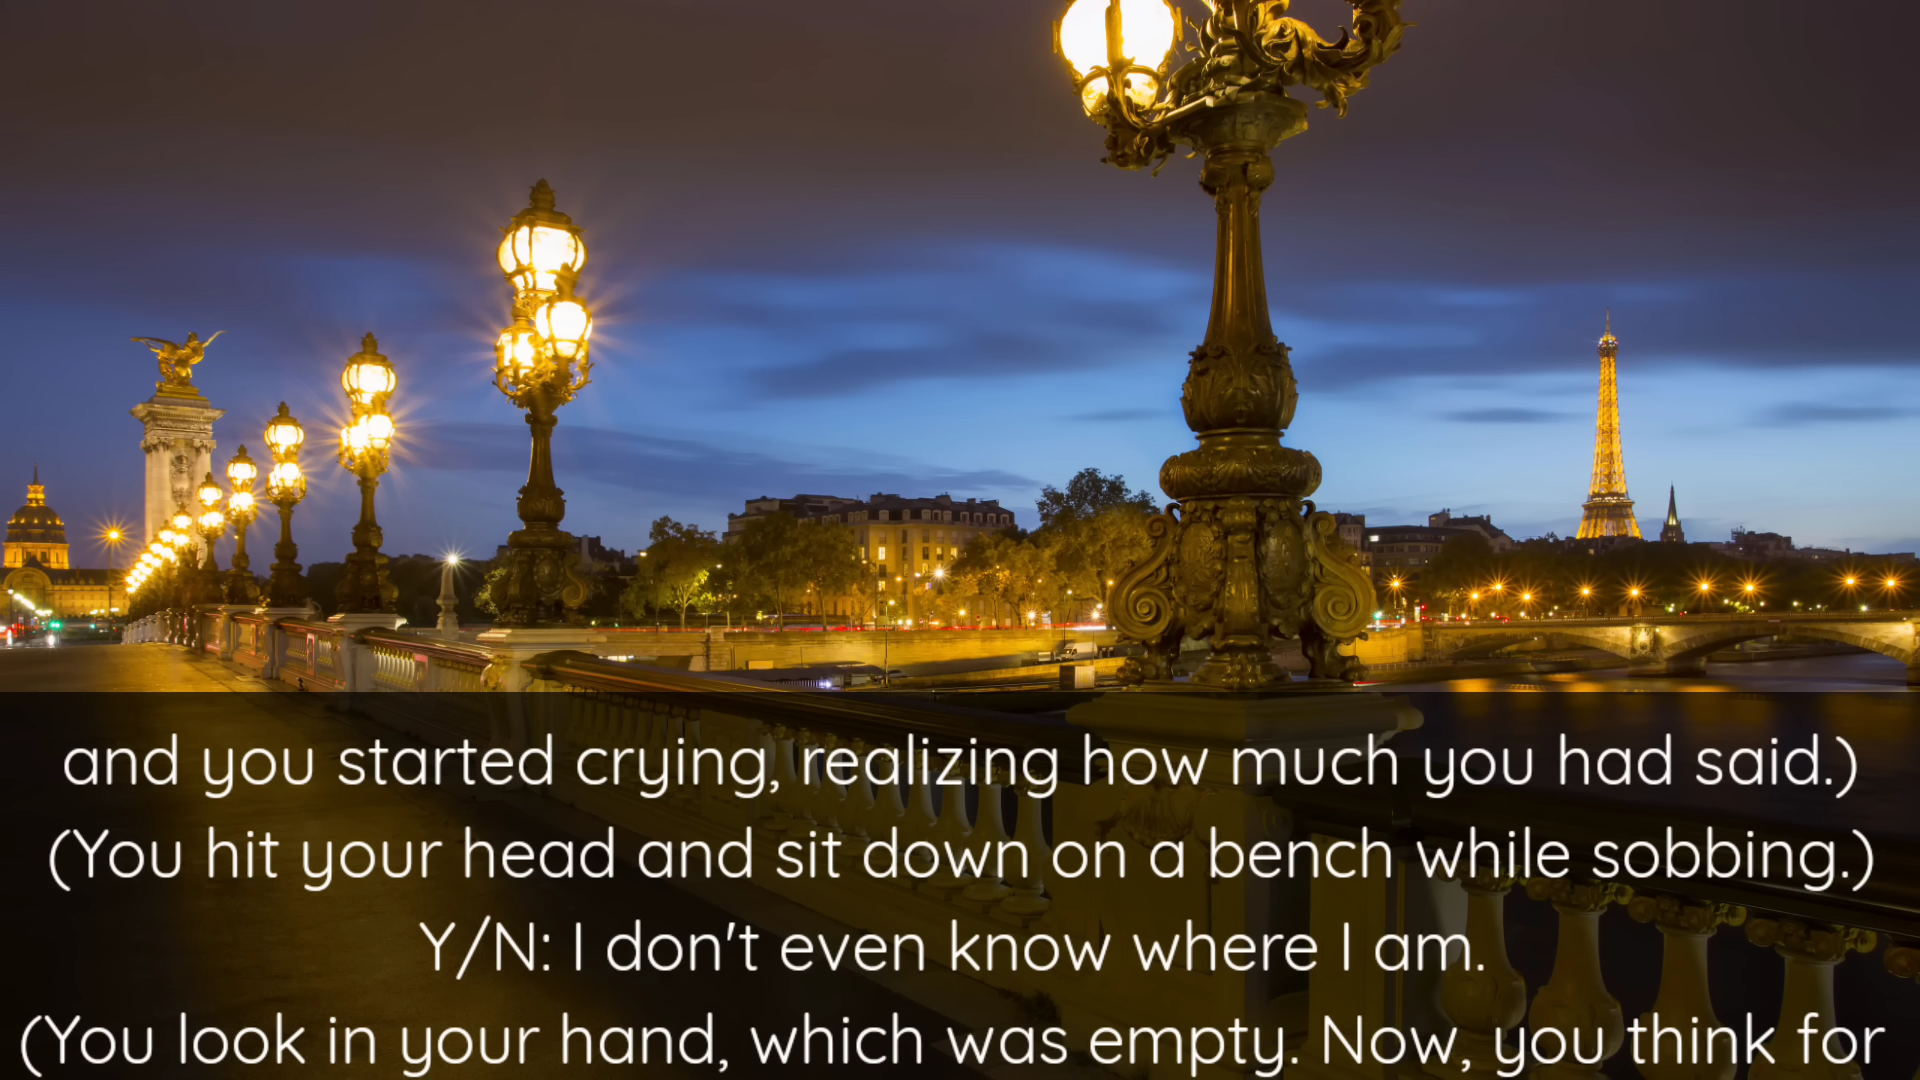 and you started crying, realizing how much you had said.)
(You hit your head and sit down on a bench while sobbing.)
Y/N: I don't even know where I am.
(You look in your hand, which was empty. Now, you think for